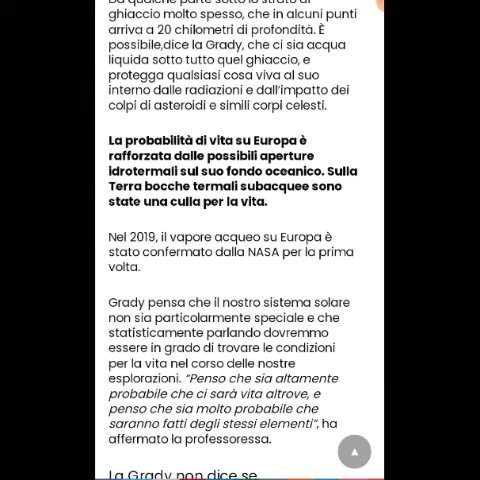 Da qualche parte sotto lo strato di
ghiaccio molto spesso, che in alcuni punti
arriva a 20 chilometri di profondità. È
possibile,dice la Grady, che ci sia acqua
liquida sotto tutto quel ghiaccio, e
protegga qualsiasi cosa viva al suo
interno dalle radiazioni e dall'impatto dei
colpi di asteroidi e simili corpi celesti.
La probabilità di vita su Europa è
rafforzata dalle possibili aperture
idrotermali sul suo fondo oceanico. Sulla
Terra bocche termali subacquee sono
state una culla per la vita.
Nel 2019, il vapore acqueo su Europa è
stato confermato dalla NASA per la prima
volta.
Grady pensa che il nostro sistema solare
non sia particolarmente speciale e che
statisticamente parlando dovremmo
essere in grado di trovare le condizioni
per la vita nel corso delle nostre
esplorazioni. “Penso che sia altamente
probabile che ci sarà vita altrove, e
penso che sia molto probabile che
saranno fatti degli stessi elementi”, ha
affermato la professoressa.
La Grady non dice se